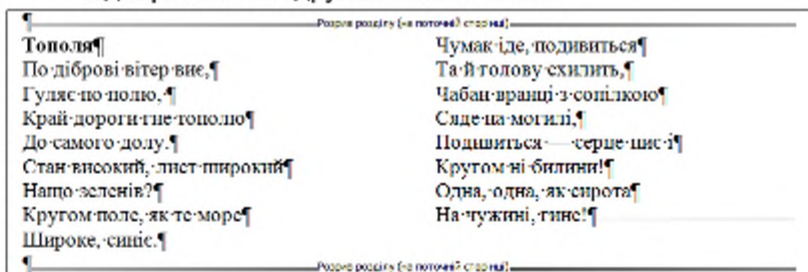 Розрив розділу (на поточній сторінці)
Тополя¶
По·діброві·вітер·виє,¶
Гуляє·по·полю,·¶
Край·дороги·гне·тополю¶
До·самого·долу.¶
Стан·високий,·лист·широкий¶
Нащо·зеленів?¶
Кругом·поле,·як·те·море¶
Широке,·синіє.¶
Чумак·іде,·подивиться¶
Та·й·голову·схилить,¶
Чабан·вранці·з·сопілкою¶
Сяде·на·могилі,¶
Подивиться·—·серце·ниє·і¶
Кругом·ні·билини!¶
Одна,·одна,·як·сирота¶
На·чужині,·гине!¶
Розрив розділу (на поточній сторінці)